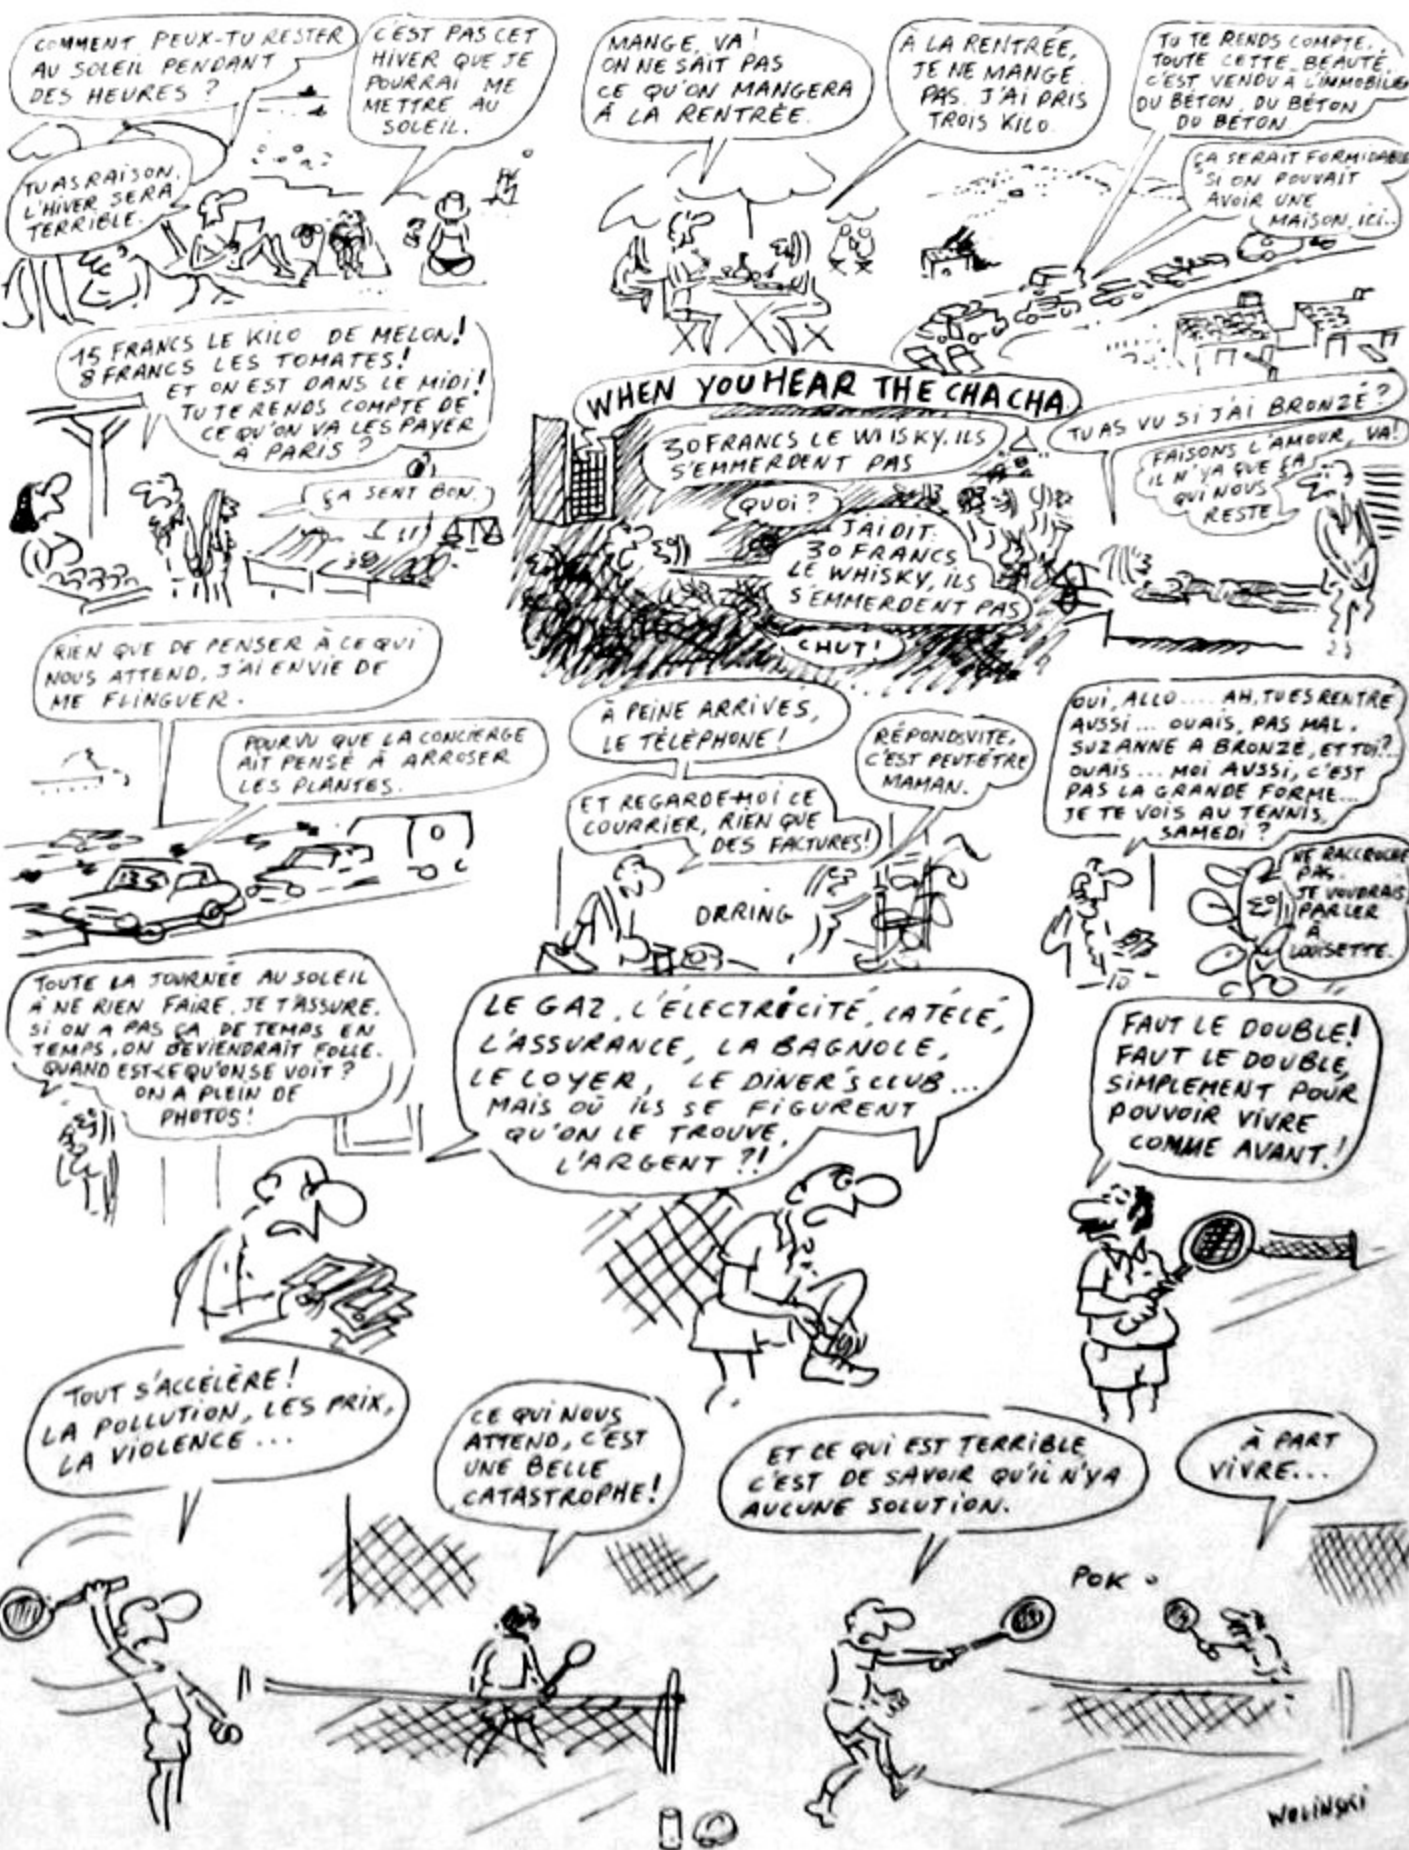 COMMENT PEUX-TU RESTER
AU SOLEIL PENDANT
DES HEURES ?
C'EST PAS CET
HIVER QUE JE
POURRAI ME
METTRE AU
SOLEIL.
TU AS RAISON.
L'HIVER SERA
TERRIBLE.
MANGE, VA !
ON NE SAIT PAS
CE QU'ON MANGERA
À LA RENTRÉE.
À LA RENTRÉE,
JE NE MANGE
PAS. J'AI PRIS
TROIS KILO.
TU TE RENDS COMPTE.
TOUTE CETTE BEAUTÉ.
C'EST VENDU À L'IMMOBILIER
DU BÉTON, DU BÉTON
DU BÉTON
ÇA SERAIT FORMIDABLE
SI ON POUVAIT
AVOIR UNE
MAISON, ICI...
15 FRANCS LE KILO DE MELON !
8 FRANCS LES TOMATES !
ET ON EST DANS LE MIDI !
TU TE RENDS COMPTE DE
CE QU'ON VA LES PAYER
À PARIS ?
ÇA SENT BON.
WHEN YOU HEAR THE CHA CHA
30 FRANCS LE WHISKY. ILS
S'EMMERDENT PAS
QUOI ?
J'AI DIT :
30 FRANCS
LE WHISKY, ILS
S'EMMERDENT PAS
CHUT !
TU AS VU SI J'AI BRONZÉ ?
FAISONS L'AMOUR, VA !
IL N'Y A QUE ÇA
QUI NOUS
RESTE
RIEN QUE DE PENSER À CE QUI
NOUS ATTEND, J'AI ENVIE DE
ME FLINGUER.
POURVU QUE LA CONCIERGE
AIT PENSÉ À ARROSER
LES PLANTES.
À PEINE ARRIVÉS,
LE TÉLÉPHONE !
RÉPONDS VITE,
C'EST PEUT-ÊTRE
MAMAN.
ET REGARDE-MOI CE
COURRIER, RIEN QUE
DES FACTURES !
DRRING
OUI, ALLO.... AH, TU ES RENTRÉ
AUSSI... OUAIS, PAS MAL.
SUZANNE A BRONZÉ, ET TOI ?..
OUAIS... MOI AUSSI, C'EST
PAS LA GRANDE FORME...
JE TE VOIS AU TENNIS,
SAMEDI ?
NE RACCROCHE
PAS.
JE VOUDRAIS
PARLER
À
LOUISETTE.
TOUTE LA JOURNÉE AU SOLEIL
À NE RIEN FAIRE. JE T'ASSURE.
SI ON A PAS ÇA DE TEMPS EN
TEMPS, ON DEVIENDRAIT FOLLE.
QUAND EST-CE QU'ON SE VOIT ?
ON A PLEIN DE
PHOTOS !
LE GAZ, L'ÉLECTRICITÉ, LA TÉLÉ,
L'ASSURANCE, LA BAGNOLE,
LE LOYER, LE DINER'S CLUB...
MAIS OÙ ILS SE FIGURENT
QU'ON LE TROUVE,
L'ARGENT ?!
FAUT LE DOUBLE !
FAUT LE DOUBLE,
SIMPLEMENT POUR
POUVOIR VIVRE
COMME AVANT !
TOUT S'ACCÉLÈRE !
LA POLLUTION, LES PRIX,
LA VIOLENCE...
CE QUI NOUS
ATTEND, C'EST
UNE BELLE
CATASTROPHE !
ET CE QUI EST TERRIBLE
C'EST DE SAVOIR QU'IL N'Y A
AUCUNE SOLUTION.
À PART
VIVRE...
POK
WOLINSKI